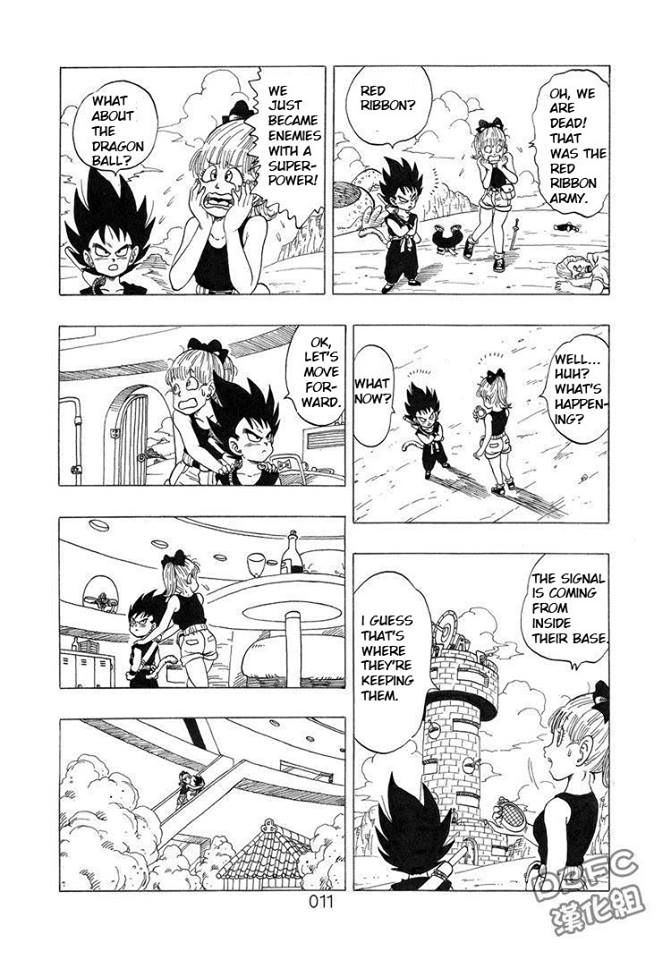 OH, WE
ARE
DEAD!
THAT
WAS THE
RED
RIBBON
ARMY.
RED
RIBBON?
WE
JUST
BECAME
ENEMIES
WITH A
SUPER-
POWER!
WHAT
ABOUT
THE
DRAGON
BALL?
WELL...
HUH?
WHAT'S
HAPPEN-
ING?
WHAT
NOW?
THE SIGNAL
IS COMING
FROM
INSIDE
THEIR BASE.
I GUESS
THAT'S
WHERE
THEY'RE
KEEPING
THEM.
OK,
LET'S
MOVE
FOR-
WARD.
011
DBFC
漢化組